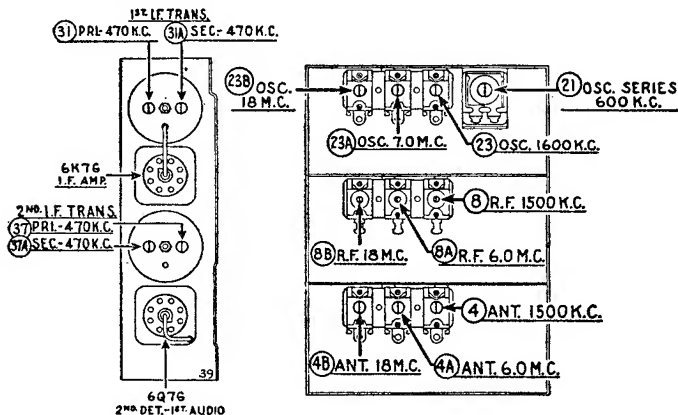 1ST. I.F. TRANS.
31 PRI.-470 K.C.
31A SEC.-470 K.C.
6K7G
I.F. AMP.
2ND. I.F. TRANS.
37 PRI.-470 K.C.
37A SEC.-470 K.C.
39
6Q7G
2ND. DET.-1ST. AUDIO
23B OSC.
18 M.C.
21 OSC. SERIES
600 K.C.
23A OSC. 7.0 M.C.
23 OSC. 1600 K.C.
8 R.F. 1500 K.C.
8B R.F. 18 M.C.
8A R.F. 6.0 M.C.
4 ANT. 1500 K.C.
4B ANT. 18 M.C.
4A ANT. 6.0 M.C.